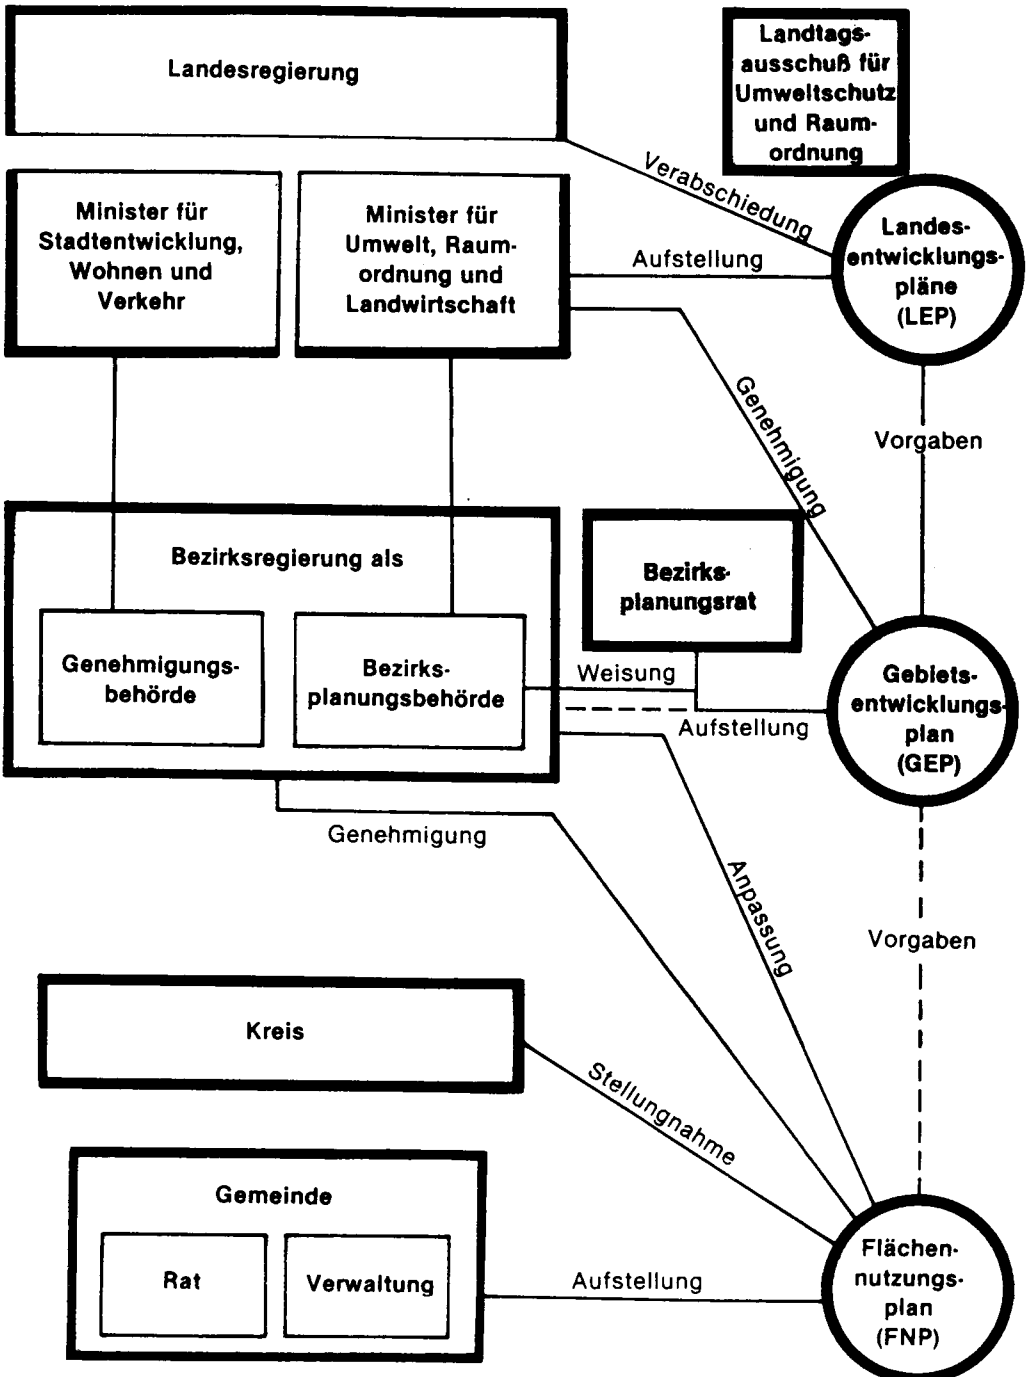 Landesregierung
Landtags-
ausschuß für
Umweltschutz
und Raum-
ordnung
Verabschiedung
Minister für
Stadtentwicklung,
Wohnen und
Verkehr
Minister für
Umwelt, Raum-
ordnung und
Landwirtschaft
Aufstellung
Landes-
entwicklungs-
pläne
(LEP)
Genehmigung
Vorgaben
Bezirksregierung als
Genehmigungs-
behörde
Bezirks-
planungsbehörde
Bezirks-
planungsrat
Weisung
Aufstellung
Gebiets-
entwicklungs-
plan
(GEP)
Genehmigung
Anpassung
Vorgaben
Kreis
Stellungnahme
Gemeinde
Rat
Verwaltung
Aufstellung
Flächen-
nutzungs-
plan
(FNP)